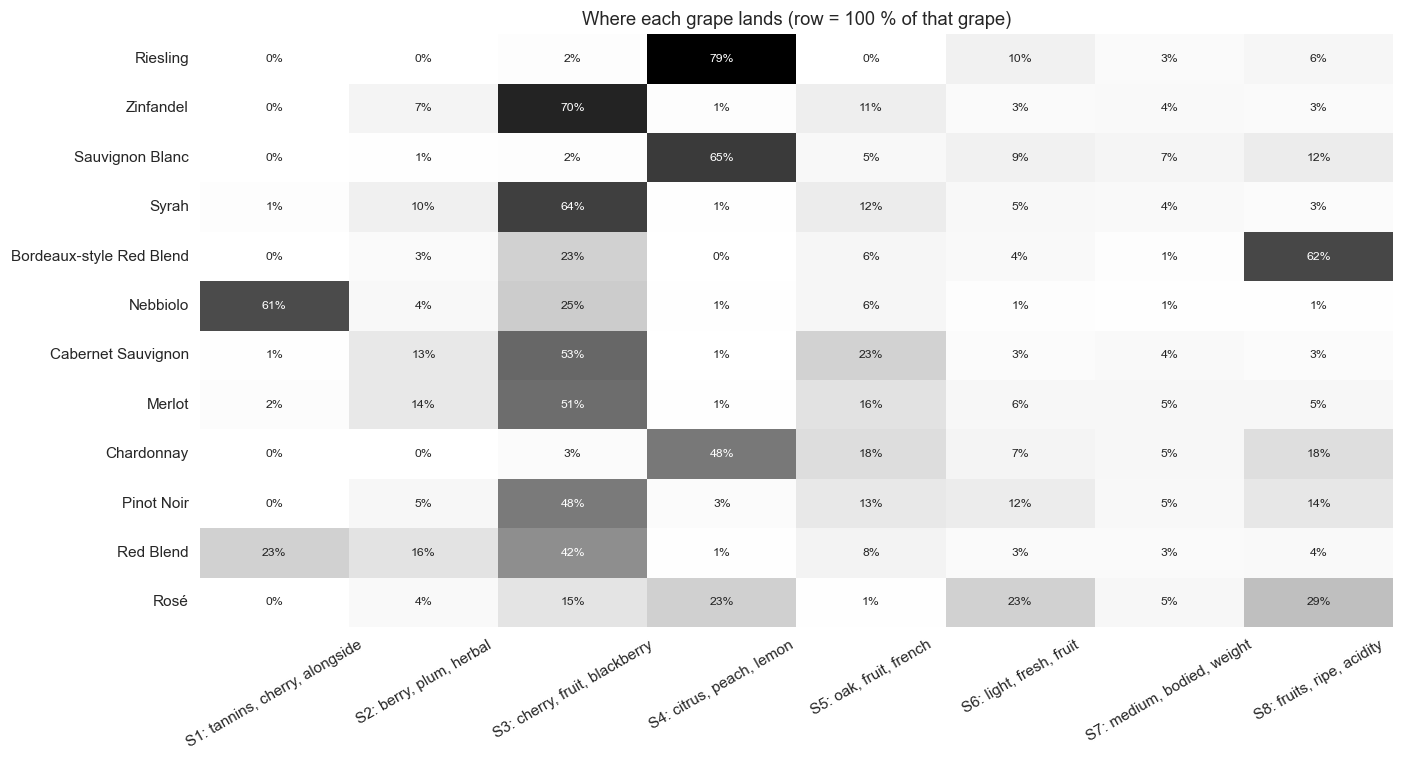 Where each grape lands (row = 100 % of that grape)
Riesling 0% 0% 2% 79% 0% 10% 3% 6%
Zinfandel 0% 7% 70% 1% 11% 3% 4% 3%
Sauvignon Blanc 0% 1% 2% 65% 5% 9% 7% 12%
Syrah 1% 10% 64% 1% 12% 5% 4% 3%
Bordeaux-style Red Blend 0% 3% 23% 0% 6% 4% 1% 62%
Nebbiolo 61% 4% 25% 1% 6% 1% 1% 1%
Cabernet Sauvignon 1% 13% 53% 1% 23% 3% 4% 3%
Merlot 2% 14% 51% 1% 16% 6% 5% 5%
Chardonnay 0% 0% 3% 48% 18% 7% 5% 18%
Pinot Noir 0% 5% 48% 3% 13% 12% 5% 14%
Red Blend 23% 16% 42% 1% 8% 3% 3% 4%
Rosé 0% 4% 15% 23% 1% 23% 5% 29%
S1: tannins, cherry, alongside
S2: berry, plum, herbal
S3: cherry, fruit, blackberry
S4: citrus, peach, lemon
S5: oak, fruit, french
S6: light, fresh, fruit
S7: medium, bodied, weight
S8: fruits, ripe, acidity